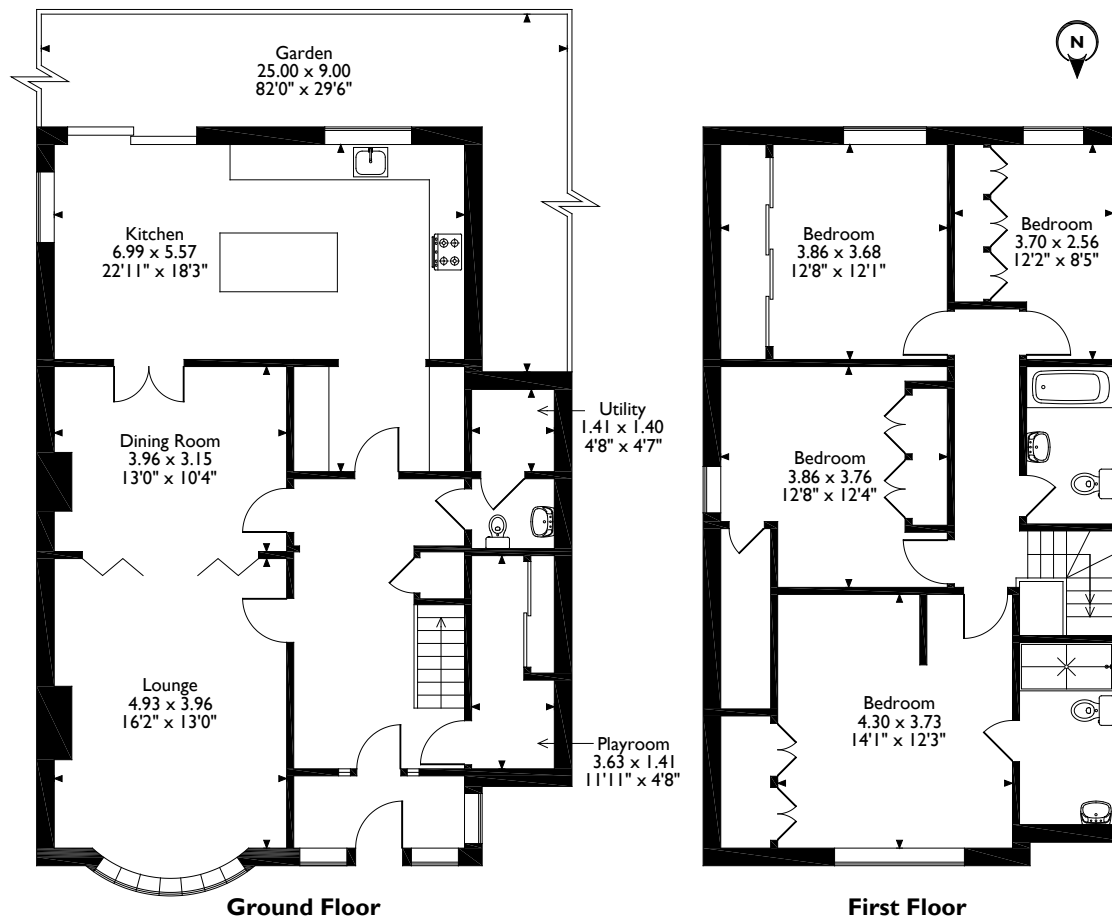 Garden
25.00 x 9.00
82'0" x 29'6"
N
Kitchen
6.99 x 5.57
22'11" x 18'3"
Dining Room
3.96 x 3.15
13'0" x 10'4"
Utility
1.41 x 1.40
4'8" x 4'7"
Lounge
4.93 x 3.96
16'2" x 13'0"
Playroom
3.63 x 1.41
11'11" x 4'8"
Ground Floor
Bedroom
3.86 x 3.68
12'8" x 12'1"
Bedroom
3.70 x 2.56
12'2" x 8'5"
Bedroom
3.86 x 3.76
12'8" x 12'4"
Bedroom
4.30 x 3.73
14'1" x 12'3"
First Floor